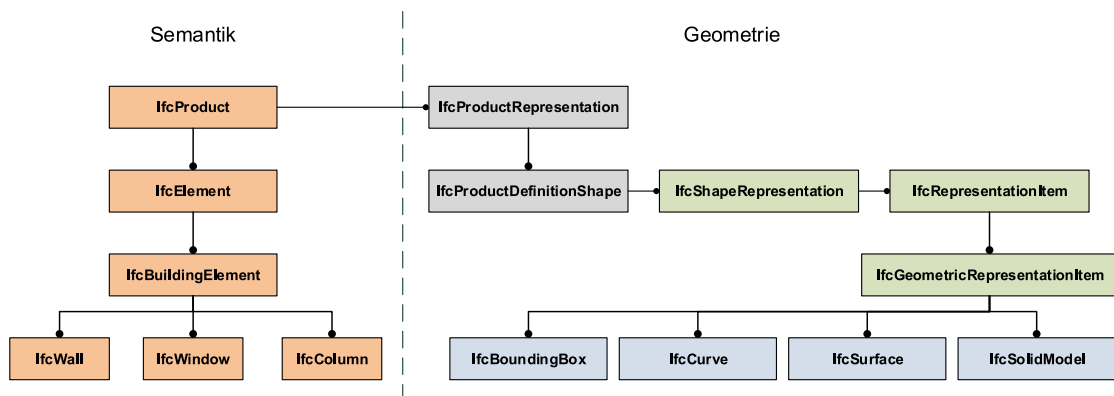 Semantik
Geometrie
IfcProduct
IfcProductRepresentation
IfcElement
IfcProductDefinitionShape
IfcShapeRepresentation
IfcRepresentationItem
IfcBuildingElement
IfcGeometricRepresentationItem
IfcWall
IfcWindow
IfcColumn
IfcBoundingBox
IfcCurve
IfcSurface
IfcSolidModel